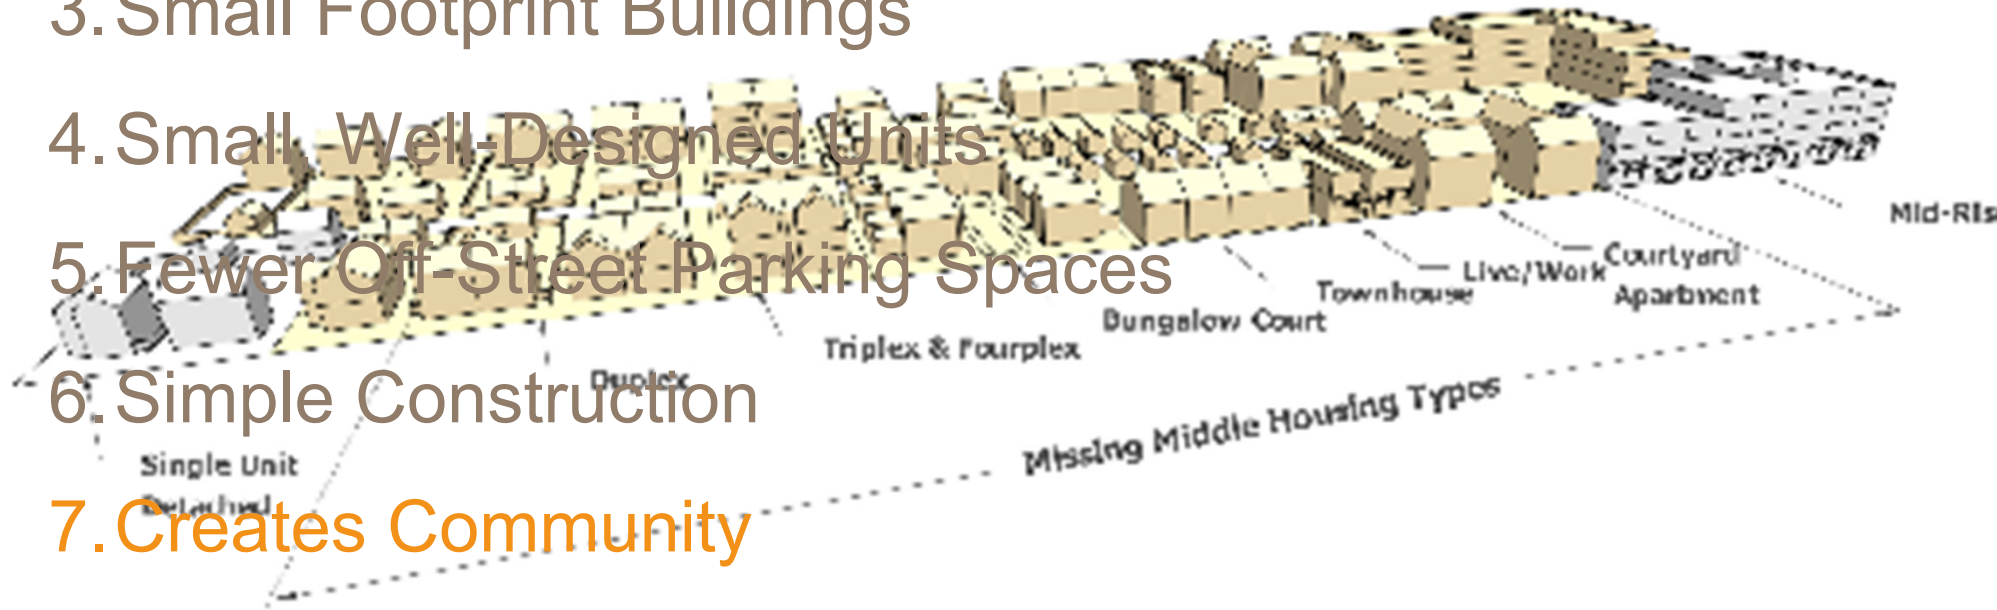 3. Small Footprint Buildings
4. Small, Well-Designed Units
5. Fewer Off-Street Parking Spaces
6. Simple Construction
7. Creates Community
Mid-Ris
Courtyard
Apartment
Live/Work
Townhouse
Bungalow Court
Triplex & Fourplex
Duplex
Single Unit
Detached
Missing Middle Housing Types